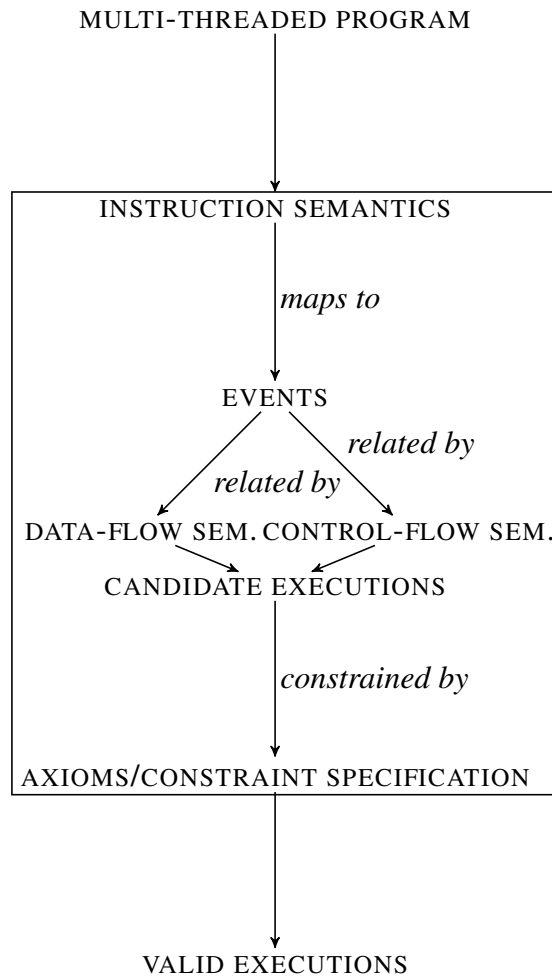 MULTI-THREADED PROGRAM
INSTRUCTION SEMANTICS
maps to
EVENTS
related by
related by
DATA-FLOW SEM. CONTROL-FLOW SEM.
CANDIDATE EXECUTIONS
constrained by
AXIOMS/CONSTRAINT SPECIFICATION
VALID EXECUTIONS